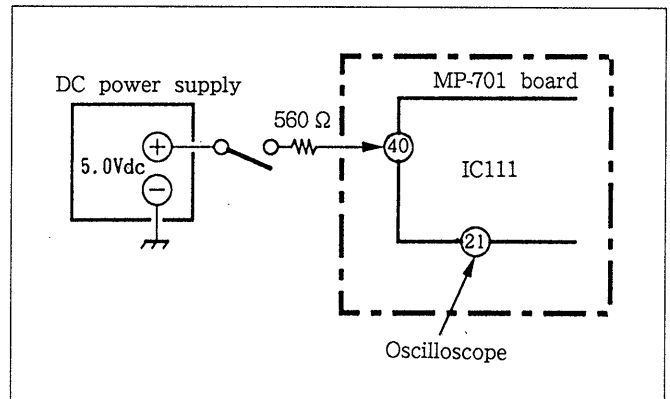 DC power supply
MP-701 board
560 Ω
+
5.0Vdc
−
40
IC111
21
Oscilloscope